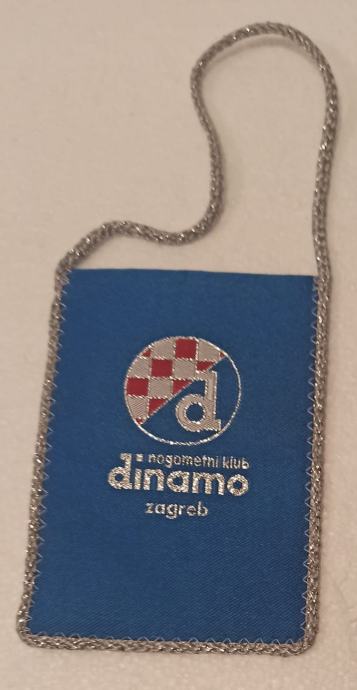 d
nogometni klub
dinamo
zagreb